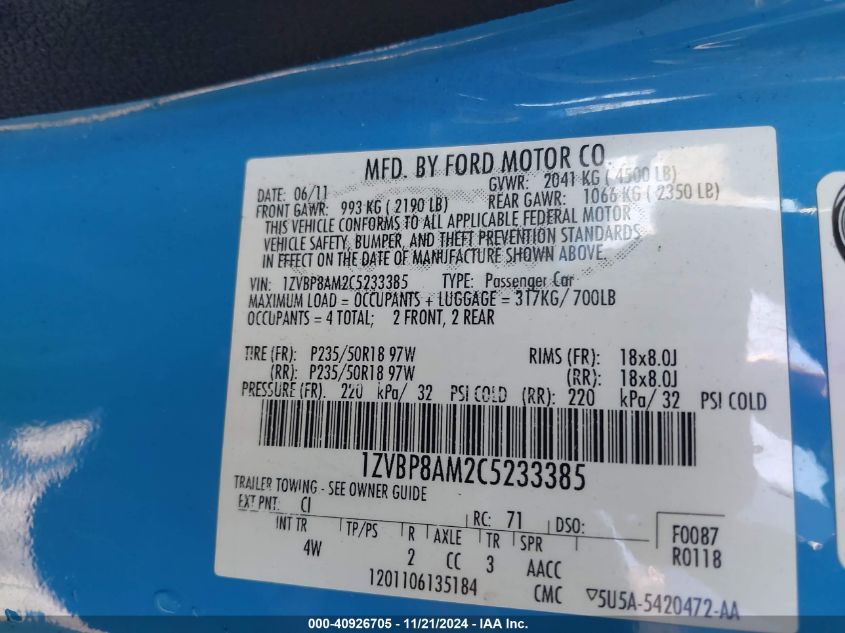 MFD. BY FORD MOTOR CO.
DATE: 06/11 GVWR: 2041 KG ( 4500 LB)
FRONT GAWR: 993 KG ( 2190 LB) REAR GAWR: 1066 KG ( 2350 LB)
THIS VEHICLE CONFORMS TO ALL APPLICABLE FEDERAL MOTOR
VEHICLE SAFETY, BUMPER, AND THEFT PREVENTION STANDARDS
IN EFFECT ON THE DATE OF MANUFACTURE SHOWN ABOVE.
VIN: 1ZVBP8AM2C5233385 TYPE: Passenger Car
MAXIMUM LOAD = OCCUPANTS + LUGGAGE = 317KG/ 700LB
OCCUPANTS = 4 TOTAL; 2 FRONT, 2 REAR
TIRE (FR): P235/50R18 97W RIMS (FR): 18x8.0J
(RR): P235/50R18 97W (RR): 18x8.0J
PRESSURE (FR): 220 kPa/ 32 PSI COLD (RR): 220 kPa/ 32 PSI COLD
1ZVBP8AM2C5233385
TRAILER TOWING - SEE OWNER GUIDE
EXT PNT: CI RC: 71 DSO: F0087
INT TR TP/PS R AXLE TR SPR R0118
4W 2 CC 3 AACC
1201106135184 CMC ▽5U5A-5420472-AA
000-40926705 - 11/21/2024 - IAA Inc.